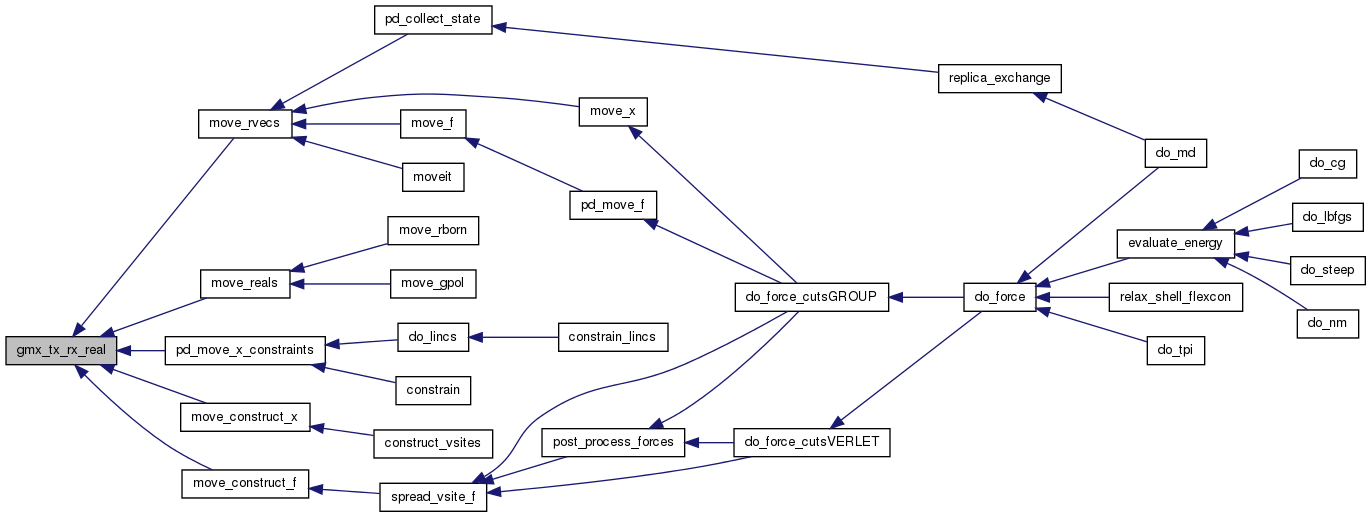 pd_collect_state
replica_exchange
move_rvecs
move_x
move_f
do_md
do_cg
moveit
pd_move_f
do_lbfgs
move_rborn
evaluate_energy
do_steep
move_reals
move_gpol
do_force_cutsGROUP
do_force
relax_shell_flexcon
do_nm
gmx_tx_rx_real
pd_move_x_constraints
do_lincs
constrain_lincs
do_tpi
constrain
move_construct_x
construct_vsites
post_process_forces
do_force_cutsVERLET
move_construct_f
spread_vsite_f